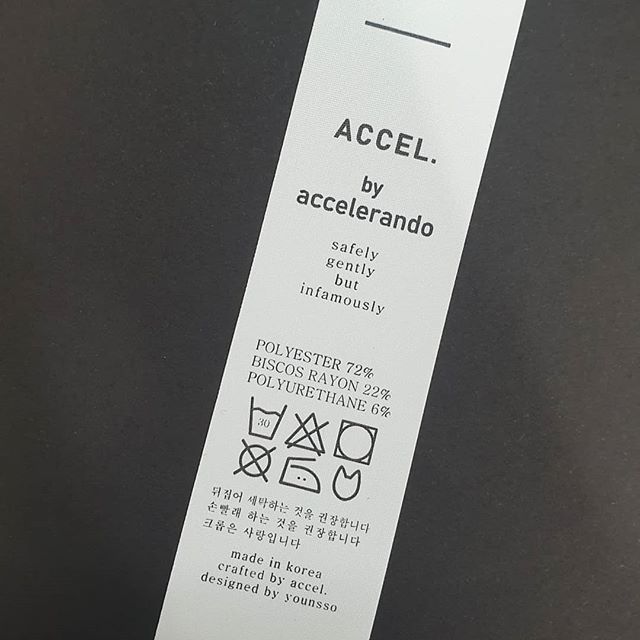 ACCEL.
by
accelerando
safely
gently
but
infamously
POLYESTER 72%
BISCOS RAYON 22%
POLYURETHANE 6%
30
뒤집어 세탁하는 것을 권장합니다
손빨래 하는 것을 권장합니다
크롭은 사랑입니다
made in korea
crafted by accel.
designed by younsso